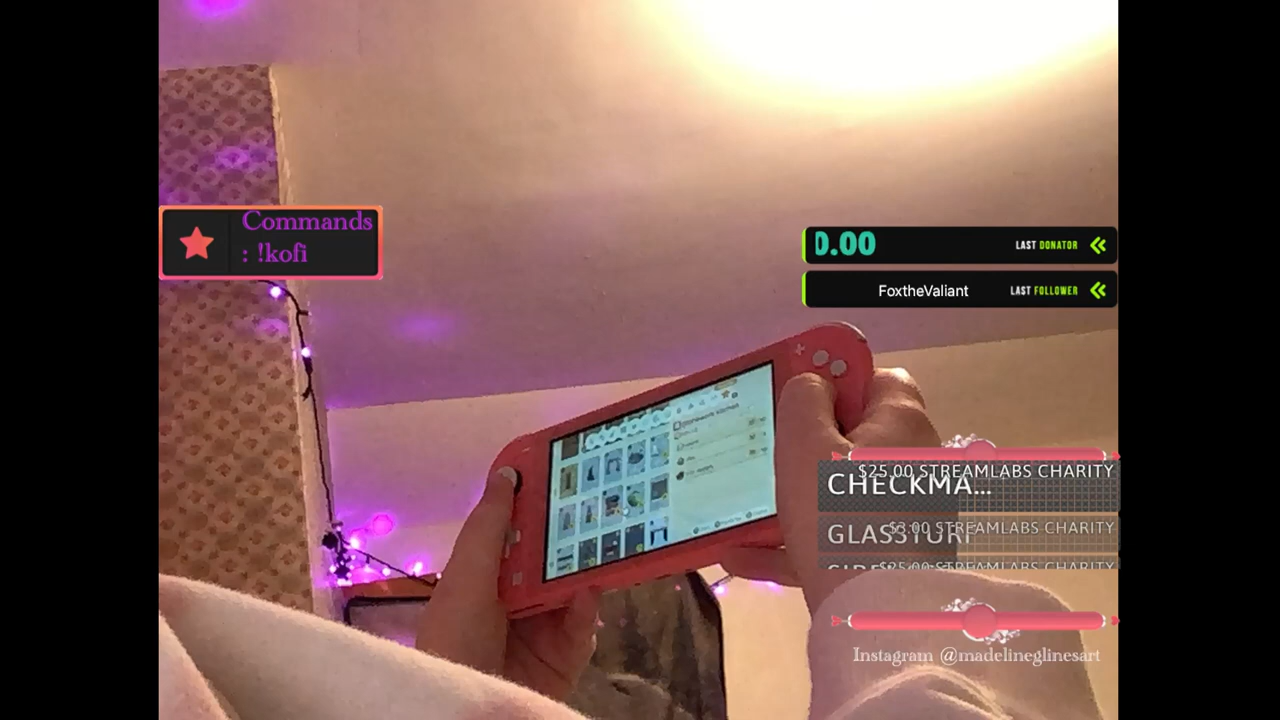 Commands
: !kofi
0.00 LAST DONATOR
FoxtheValiant LAST FOLLOWER
$25.00 STREAMLABS CHARITY
CHECKMA...
$3.00 STREAMLABS CHARITY
$25.00 STREAMLABS CHARITY
Instagram @madelineglinesart